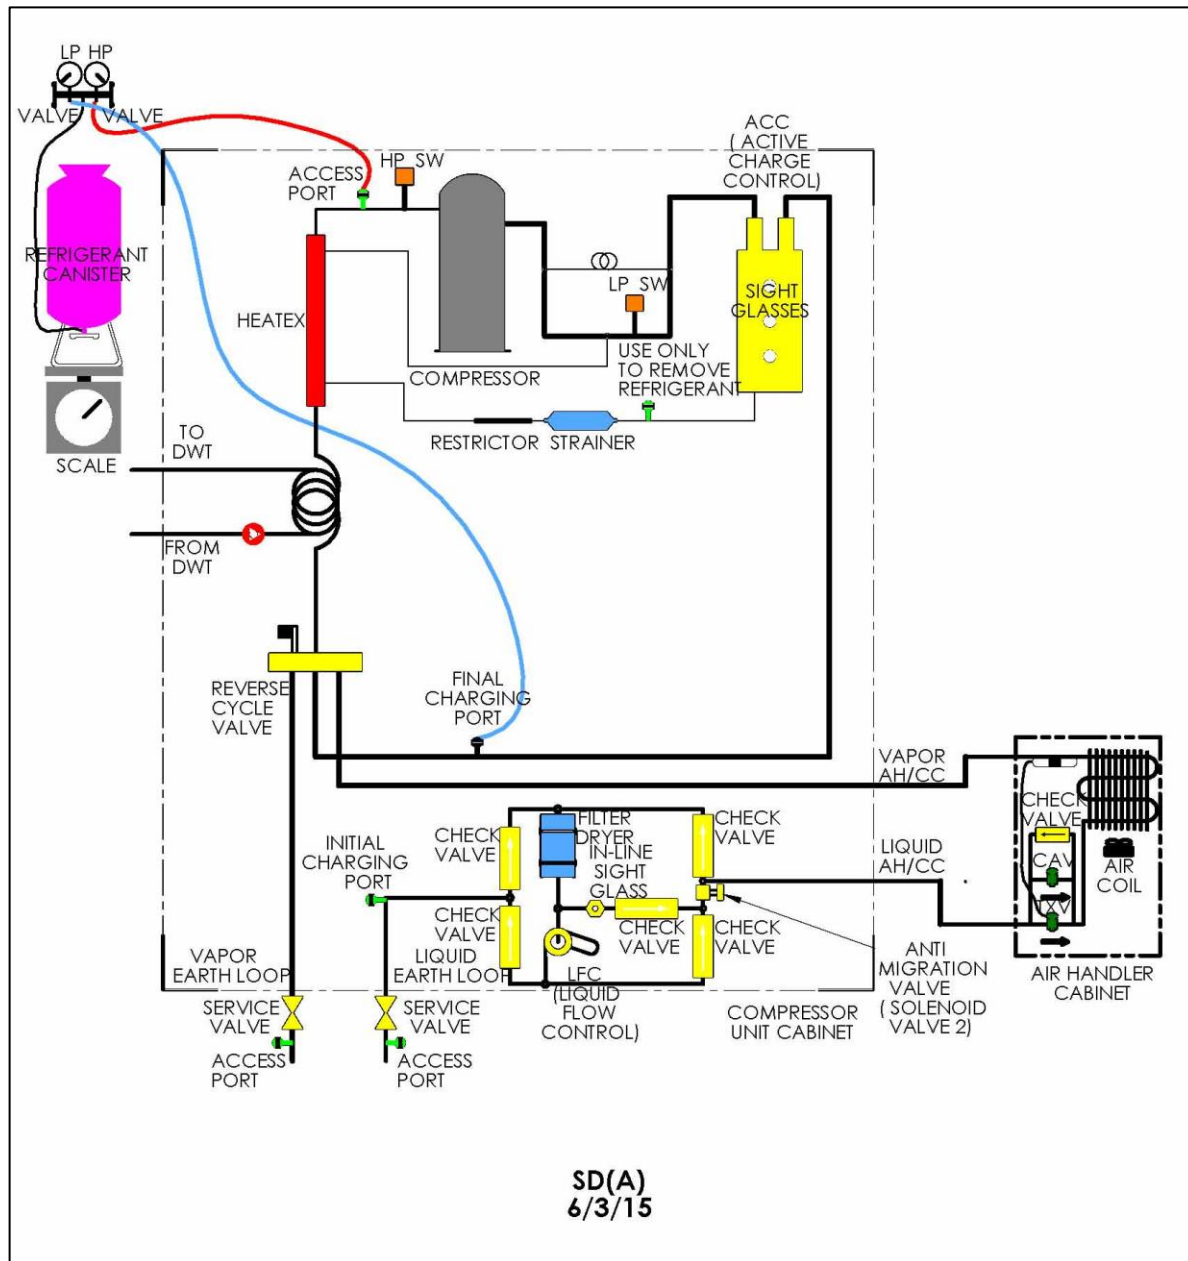 LP HP
VALVE VALVE
REFRIGERANT
CANISTER
SCALE
ACCESS
PORT
HP SW
ACC
( ACTIVE
CHARGE
CONTROL)
HEATEX
COMPRESSOR
LP SW
SIGHT
GLASSES
USE ONLY
TO REMOVE
REFRIGERANT
RESTRICTOR STRAINER
TO
DWT
FROM
DWT
REVERSE
CYCLE
VALVE
FINAL
CHARGING
PORT
VAPOR
AH/CC
LIQUID
AH/CC
CHECK
VALVE
CAV
TXV
AIR
COIL
AIR HANDLER
CABINET
INITIAL
CHARGING
PORT
CHECK
VALVE
FILTER
DRYER
IN-LINE
SIGHT
GLASS
CHECK
VALVE
CHECK
VALVE
CHECK
VALVE
CHECK
VALVE
VAPOR
EARTH LOOP
LIQUID
EARTH LOOP
LFC
(LIQUID
FLOW
CONTROL)
ANTI
MIGRATION
VALVE
( SOLENOID
VALVE 2)
COMPRESSOR
UNIT CABINET
SERVICE
VALVE
SERVICE
VALVE
ACCESS
PORT
ACCESS
PORT
SD(A)
6/3/15